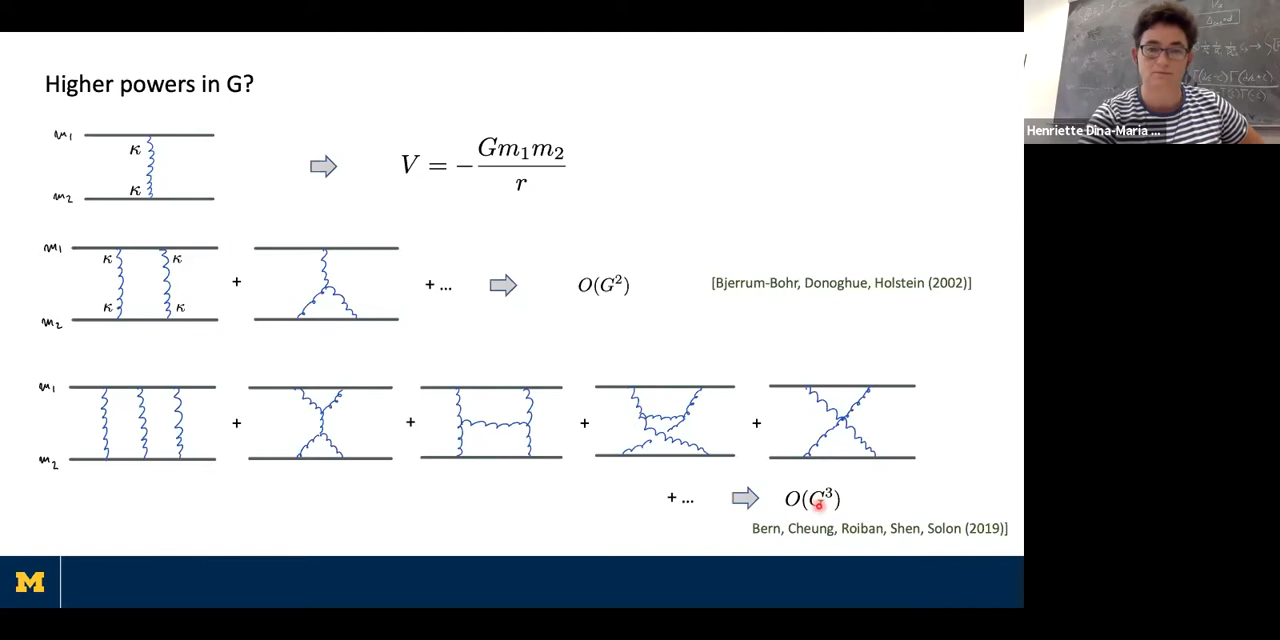 Higher powers in G?
m₁
κ
κ
m₂
V = − Gm₁m₂ / r
m₁
κ κ
κ κ
m₂
+
+ ...
O(G²)
[Bjerrum-Bohr, Donoghue, Holstein (2002)]
m₁
+ + + +
m₂
+ ...
O(G³)
Bern, Cheung, Roiban, Shen, Solon (2019)]
M
Henriette Dina-Maria ...